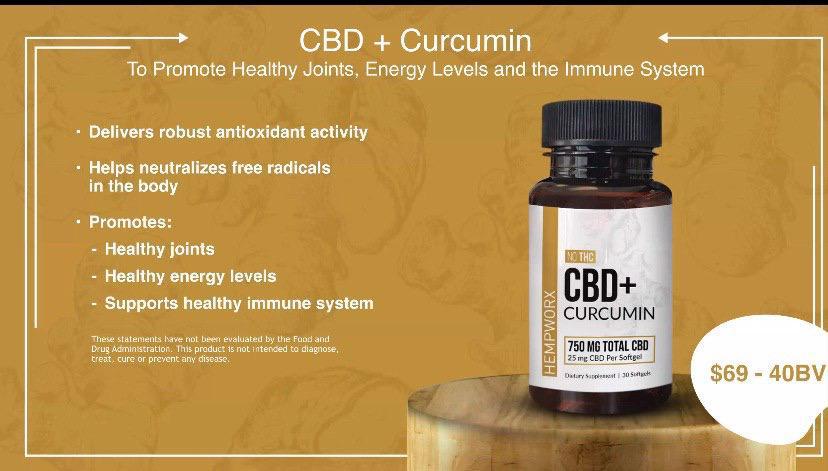 CBD + Curcumin
To Promote Healthy Joints, Energy Levels and the Immune System
· Delivers robust antioxidant activity
· Helps neutralizes free radicals
in the body
· Promotes:
- Healthy joints
- Healthy energy levels
- Supports healthy immune system
These statements have not been evaluated by the Food and
Drug Administration. This product is not intended to diagnose,
treat, cure or prevent any disease.
HEMPWORX
NO THC
CBD+
CURCUMIN
750 MG TOTAL CBD
25 mg CBD Per Softgel
Dietary Supplement | 30 Softgels
$69 - 40BV